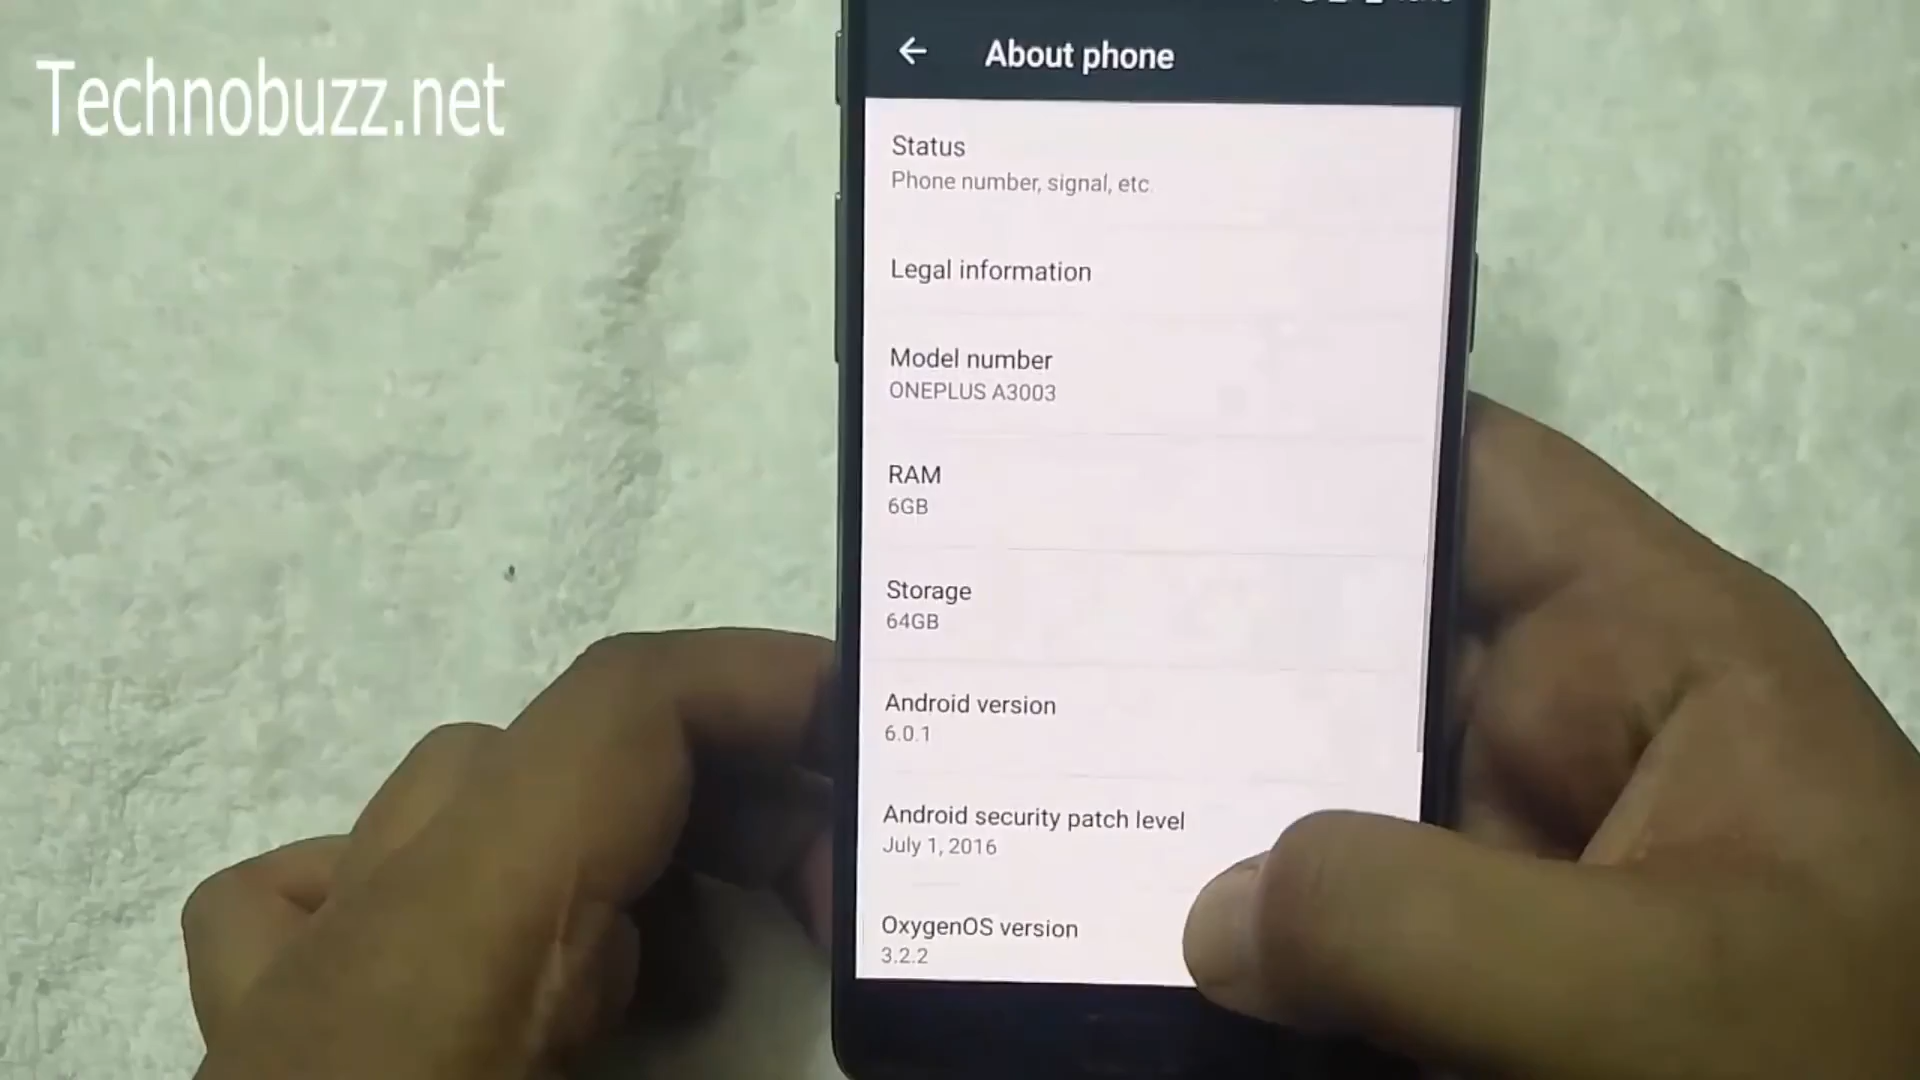 Technobuzz.net
About phone
Status
Phone number, signal, etc.
Legal information
Model number
ONEPLUS A3003
RAM
6GB
Storage
64GB
Android version
6.0.1
Android security patch level
July 1, 2016
OxygenOS version
3.2.2